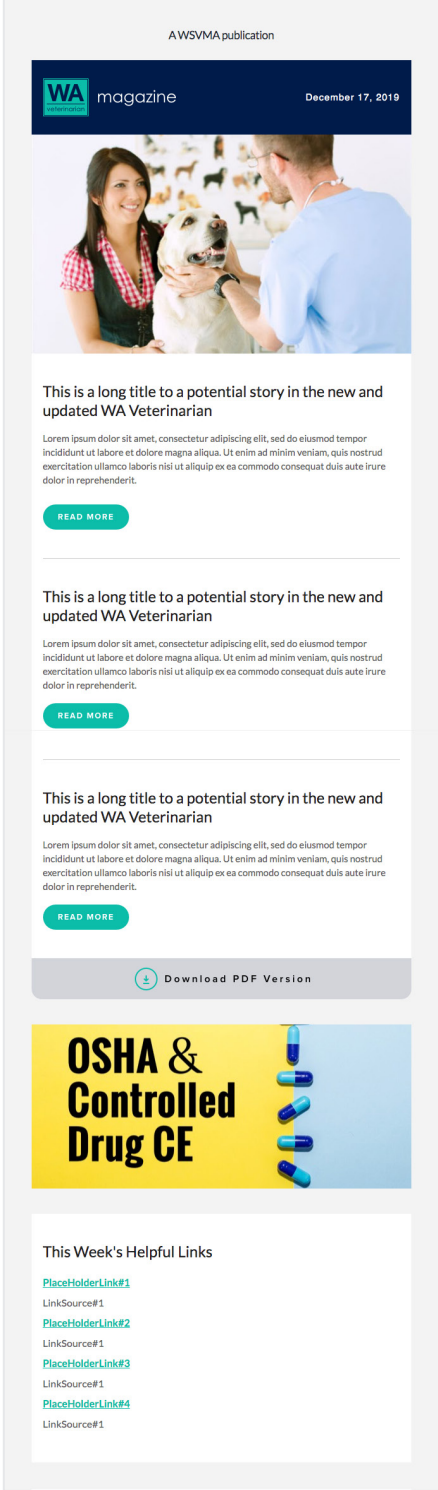 A WSVMA publication
WA
veterinarian
magazine
December 17, 2019
This is a long title to a potential story in the new and
updated WA Veterinarian
Lorem ipsum dolor sit amet, consectetur adipiscing elit, sed do eiusmod tempor
incididunt ut labore et dolore magna aliqua. Ut enim ad minim veniam, quis nostrud
exercitation ullamco laboris nisi ut aliquip ex ea commodo consequat duis aute irure
dolor in reprehenderit.
READ MORE
This is a long title to a potential story in the new and
updated WA Veterinarian
Lorem ipsum dolor sit amet, consectetur adipiscing elit, sed do eiusmod tempor
incididunt ut labore et dolore magna aliqua. Ut enim ad minim veniam, quis nostrud
exercitation ullamco laboris nisi ut aliquip ex ea commodo consequat duis aute irure
dolor in reprehenderit.
READ MORE
This is a long title to a potential story in the new and
updated WA Veterinarian
Lorem ipsum dolor sit amet, consectetur adipiscing elit, sed do eiusmod tempor
incididunt ut labore et dolore magna aliqua. Ut enim ad minim veniam, quis nostrud
exercitation ullamco laboris nisi ut aliquip ex ea commodo consequat duis aute irure
dolor in reprehenderit.
READ MORE
Download PDF Version
OSHA &
Controlled
Drug CE
This Week's Helpful Links
PlaceHolderLink#1
LinkSource#1
PlaceHolderLink#2
LinkSource#1
PlaceHolderLink#3
LinkSource#1
PlaceHolderLink#4
LinkSource#1